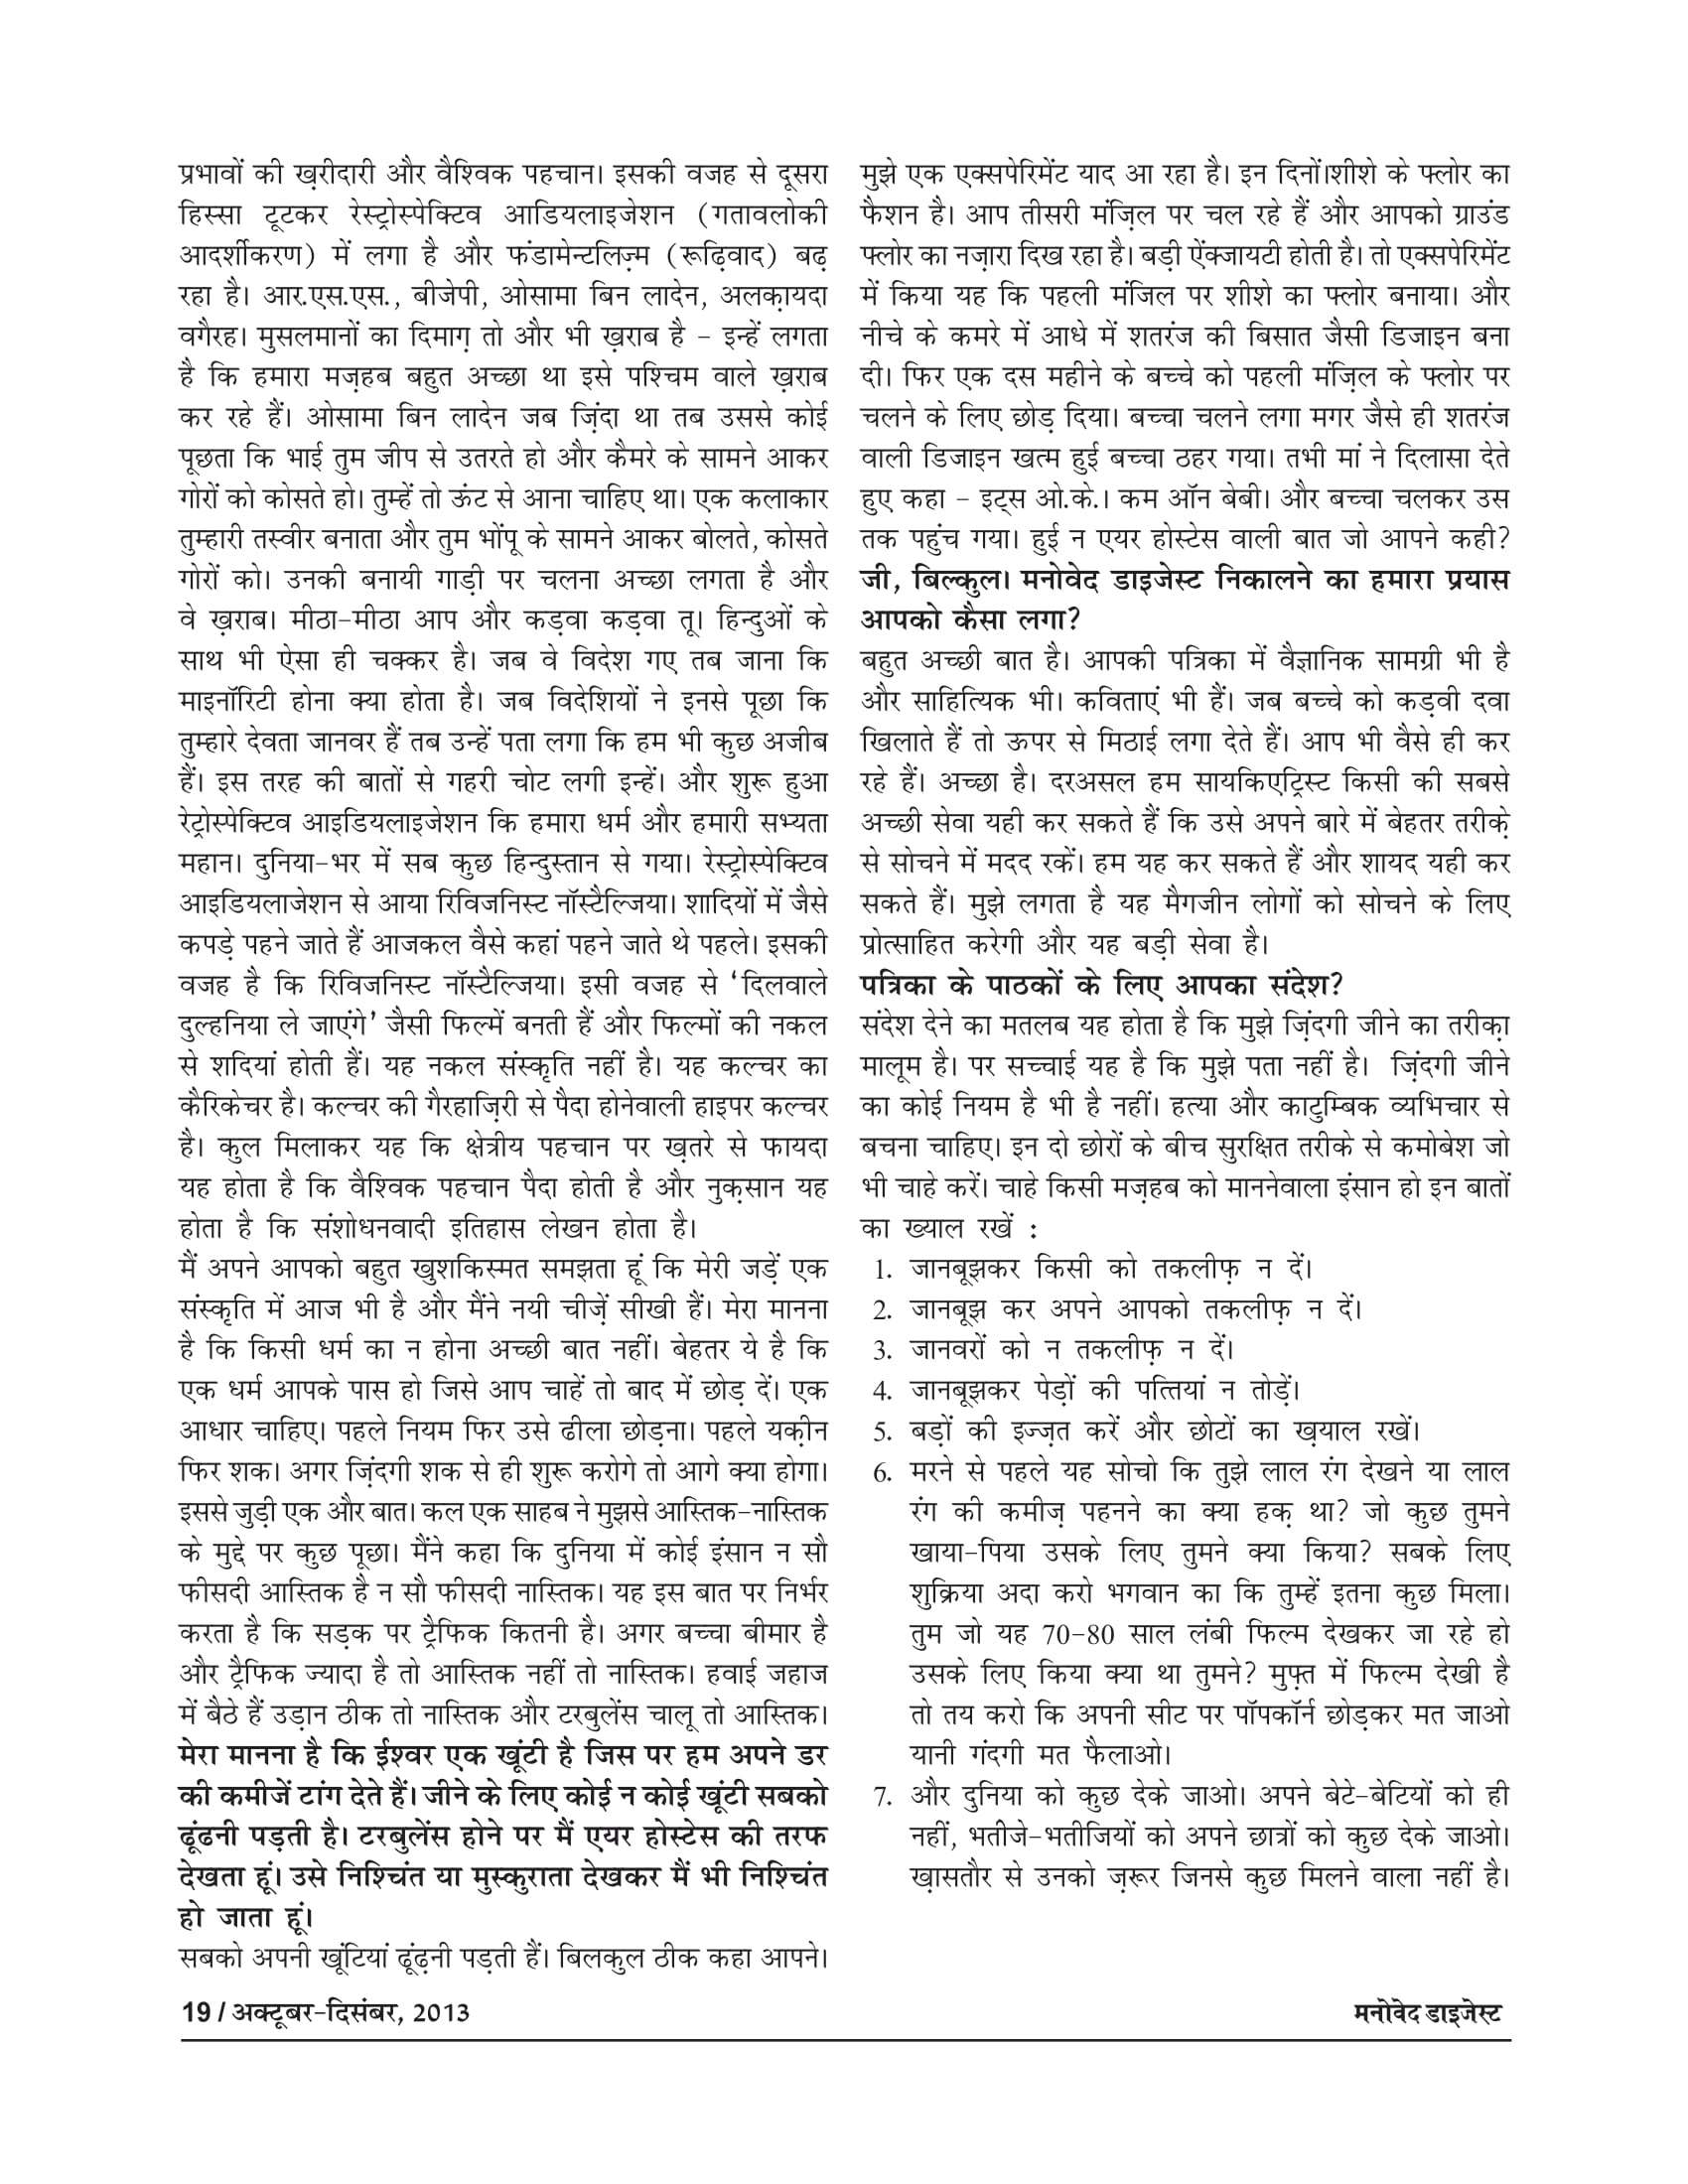 प्रभावों की ख़रीदारी और वैश्विक पहचान। इसकी वजह से दूसरा
हिस्सा टूटकर रेस्ट्रोस्पेक्टिव आडियलाइजेशन (गतावलोकी
आदर्शीकरण) में लगा है और फंडामेन्टलिज़्म (रूढ़िवाद) बढ़
रहा है। आर.एस.एस., बीजेपी, ओसामा बिन लादेन, अलक़ायदा
वगैरह। मुसलमानों का दिमाग़ तो और भी ख़राब है - इन्हें लगता
है कि हमारा मज़हब बहुत अच्छा था इसे पश्चिम वाले ख़राब
कर रहे हैं। ओसामा बिन लादेन जब ज़िंदा था तब उससे कोई
पूछता कि भाई तुम जीप से उतरते हो और कैमरे के सामने आकर
गोरों को कोसते हो। तुम्हें तो ऊंट से आना चाहिए था। एक कलाकार
तुम्हारी तस्वीर बनाता और तुम भोंपू के सामने आकर बोलते, कोसते
गोरों को। उनकी बनायी गाड़ी पर चलना अच्छा लगता है और
वे ख़राब। मीठा-मीठा आप और कड़वा कड़वा तू। हिन्दुओं के
साथ भी ऐसा ही चक्कर है। जब वे विदेश गए तब जाना कि
माइनॉरिटी होना क्या होता है। जब विदेशियों ने इनसे पूछा कि
तुम्हारे देवता जानवर हैं तब उन्हें पता लगा कि हम भी कुछ अजीब
हैं। इस तरह की बातों से गहरी चोट लगी इन्हें। और शुरू हुआ
रेट्रोस्पेक्टिव आइडियलाइजेशन कि हमारा धर्म और हमारी सभ्यता
महान। दुनिया-भर में सब कुछ हिन्दुस्तान से गया। रेस्ट्रोस्पेक्टिव
आइडियलाजेशन से आया रिविजनिस्ट नॉस्टैल्जिया। शादियों में जैसे
कपड़े पहने जाते हैं आजकल वैसे कहां पहने जाते थे पहले। इसकी
वजह है कि रिविजनिस्ट नॉस्टैल्जिया। इसी वजह से ‘दिलवाले
दुल्हनिया ले जाएंगे’ जैसी फिल्में बनती हैं और फिल्मों की नकल
से शदियां होती हैं। यह नकल संस्कृति नहीं है। यह कल्चर का
कैरिकेचर है। कल्चर की गैरहाज़िरी से पैदा होनेवाली हाइपर कल्चर
है। कुल मिलाकर यह कि क्षेत्रीय पहचान पर ख़तरे से फायदा
यह होता है कि वैश्विक पहचान पैदा होती है और नुक़सान यह
होता है कि संशोधनवादी इतिहास लेखन होता है।
मैं अपने आपको बहुत खुशकिस्मत समझता हूं कि मेरी जड़ें एक
संस्कृति में आज भी है और मैंने नयी चीज़ें सीखी हैं। मेरा मानना
है कि किसी धर्म का न होना अच्छी बात नहीं। बेहतर ये है कि
एक धर्म आपके पास हो जिसे आप चाहें तो बाद में छोड़ दें। एक
आधार चाहिए। पहले नियम फिर उसे ढीला छोड़ना। पहले यक़ीन
फिर शक। अगर ज़िंदगी शक से ही शुरू करोगे तो आगे क्या होगा।
इससे जुड़ी एक और बात। कल एक साहब ने मुझसे आस्तिक-नास्तिक
के मुद्दे पर कुछ पूछा। मैंने कहा कि दुनिया में कोई इंसान न सौ
फीसदी आस्तिक है न सौ फीसदी नास्तिक। यह इस बात पर निर्भर
करता है कि सड़क पर ट्रैफिक कितनी है। अगर बच्चा बीमार है
और ट्रैफिक ज्यादा है तो आस्तिक नहीं तो नास्तिक। हवाई जहाज
में बैठे हैं उड़ान ठीक तो नास्तिक और टरबुलेंस चालू तो आस्तिक।
मेरा मानना है कि ईश्वर एक खूंटी है जिस पर हम अपने डर
की कमीजें टांग देते हैं। जीने के लिए कोई न कोई खूंटी सबको
ढूंढनी पड़ती है। टरबुलेंस होने पर मैं एयर होस्टेस की तरफ
देखता हूं। उसे निश्चिंत या मुस्कुराता देखकर मैं भी निश्चिंत
हो जाता हूं।
सबको अपनी खूंटियां ढूंढ़नी पड़ती हैं। बिलकुल ठीक कहा आपने।
मुझे एक एक्सपेरिमेंट याद आ रहा है। इन दिनों।शीशे के फ्लोर का
फैशन है। आप तीसरी मंज़िल पर चल रहे हैं और आपको ग्राउंड
फ्लोर का नज़ारा दिख रहा है। बड़ी ऐंक्जायटी होती है। तो एक्सपेरिमेंट
में किया यह कि पहली मंजिल पर शीशे का फ्लोर बनाया। और
नीचे के कमरे में आधे में शतरंज की बिसात जैसी डिजाइन बना
दी। फिर एक दस महीने के बच्चे को पहली मंज़िल के फ्लोर पर
चलने के लिए छोड़ दिया। बच्चा चलने लगा मगर जैसे ही शतरंज
वाली डिजाइन खत्म हुई बच्चा ठहर गया। तभी मां ने दिलासा देते
हुए कहा - इट्स ओ.के.। कम ऑन बेबी। और बच्चा चलकर उस
तक पहुंच गया। हुई न एयर होस्टेस वाली बात जो आपने कही?
जी, बिल्कुल। मनोवेद डाइजेस्ट निकालने का हमारा प्रयास
आपको कैसा लगा?
बहुत अच्छी बात है। आपकी पत्रिका में वैज्ञानिक सामग्री भी है
और साहित्यिक भी। कविताएं भी हैं। जब बच्चे को कड़वी दवा
खिलाते हैं तो ऊपर से मिठाई लगा देते हैं। आप भी वैसे ही कर
रहे हैं। अच्छा है। दरअसल हम सायकिएट्रिस्ट किसी की सबसे
अच्छी सेवा यही कर सकते हैं कि उसे अपने बारे में बेहतर तरीक़े
से सोचने में मदद रकें। हम यह कर सकते हैं और शायद यही कर
सकते हैं। मुझे लगता है यह मैगजीन लोगों को सोचने के लिए
प्रोत्साहित करेगी और यह बड़ी सेवा है।
पत्रिका के पाठकों के लिए आपका संदेश?
संदेश देने का मतलब यह होता है कि मुझे ज़िंदगी जीने का तरीक़ा
मालूम है। पर सच्चाई यह है कि मुझे पता नहीं है। ज़िंदगी जीने
का कोई नियम है भी है नहीं। हत्या और काटुम्बिक व्यभिचार से
बचना चाहिए। इन दो छोरों के बीच सुरक्षित तरीके से कमोबेश जो
भी चाहे करें। चाहे किसी मज़हब को माननेवाला इंसान हो इन बातों
का ख्याल रखें :
1. जानबूझकर किसी को तकलीफ़ न दें।
2. जानबूझ कर अपने आपको तकलीफ़ न दें।
3. जानवरों को न तकलीफ़ न दें।
4. जानबूझकर पेड़ों की पत्तियां न तोड़ें।
5. बड़ों की इज्ज़त करें और छोटों का ख़याल रखें।
6. मरने से पहले यह सोचो कि तुझे लाल रंग देखने या लाल
रंग की कमीज़ पहनने का क्या हक़ था? जो कुछ तुमने
खाया-पिया उसके लिए तुमने क्या किया? सबके लिए
शुक्रिया अदा करो भगवान का कि तुम्हें इतना कुछ मिला।
तुम जो यह 70-80 साल लंबी फिल्म देखकर जा रहे हो
उसके लिए किया क्या था तुमने? मुफ़्त में फिल्म देखी है
तो तय करो कि अपनी सीट पर पॉपकॉर्न छोड़कर मत जाओ
यानी गंदगी मत फैलाओ।
7. और दुनिया को कुछ देके जाओ। अपने बेटे-बेटियों को ही
नहीं, भतीजे-भतीजियों को अपने छात्रों को कुछ देके जाओ।
ख़ासतौर से उनको ज़रूर जिनसे कुछ मिलने वाला नहीं है।
19 / अक्टूबर-दिसंबर, 2013
मनोवेद डाइजेस्ट